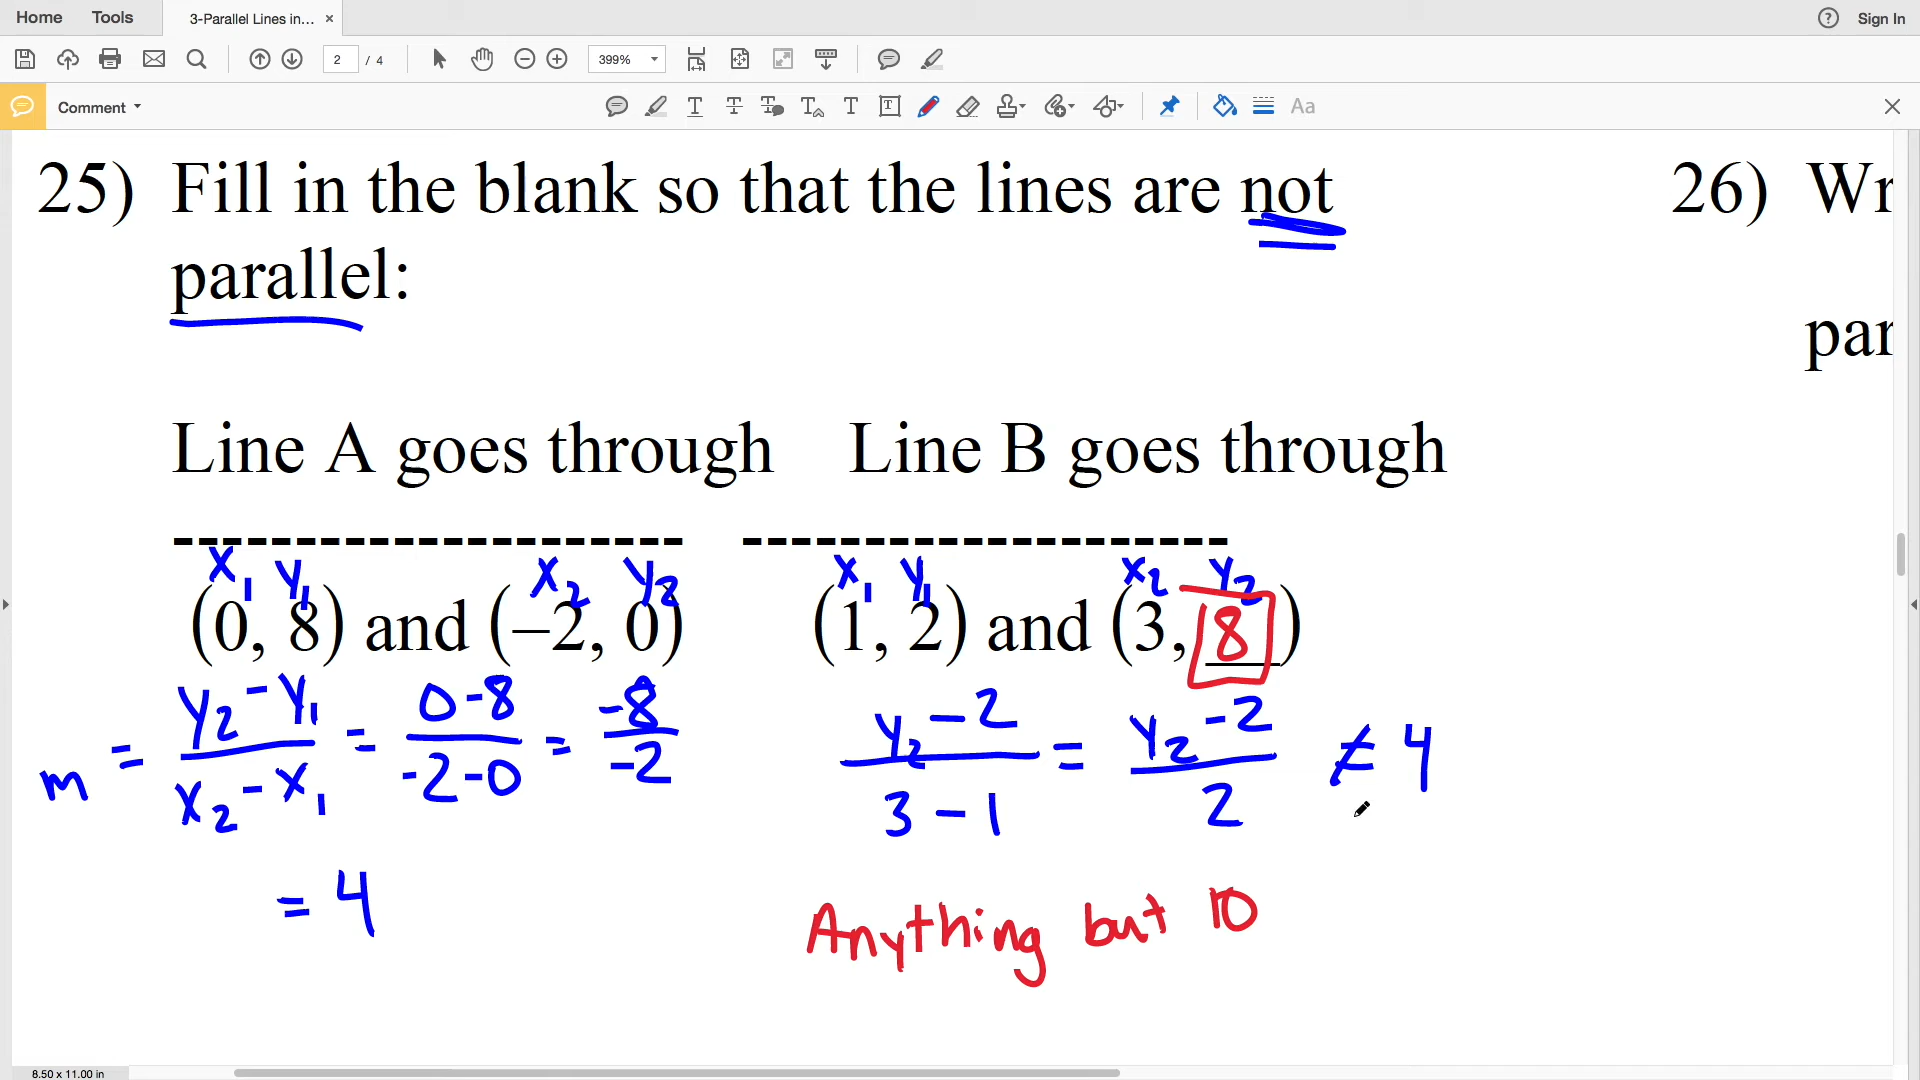 Home Tools 3-Parallel Lines in... × ? Sign In
2 / 4 399%
Comment Aa
25) Fill in the blank so that the lines are not
parallel:
26) Wr
par
Line A goes through Line B goes through
--------------------- --------------------
x₁ y₁ x₂ y₂ x₁ y₁ x₂ y₂
(0, 8) and (–2, 0) (1, 2) and (3, 8)
m = y₂ - y₁ / x₂ - x₁ = 0 - 8 / -2 - 0 = -8 / -2
y₂ - 2 / 3 - 1 = y₂ - 2 / 2 ≠ 4
= 4
Anything but 10
8.50 x 11.00 in